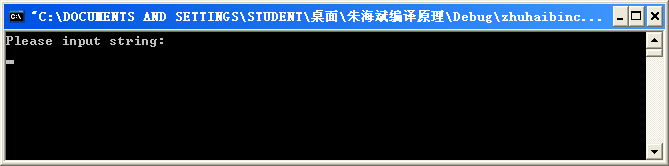 "C:\DOCUMENTS AND SETTINGS\STUDENT\桌面\朱海斌编译原理\Debug\zhuhaibinc...
Please input string: